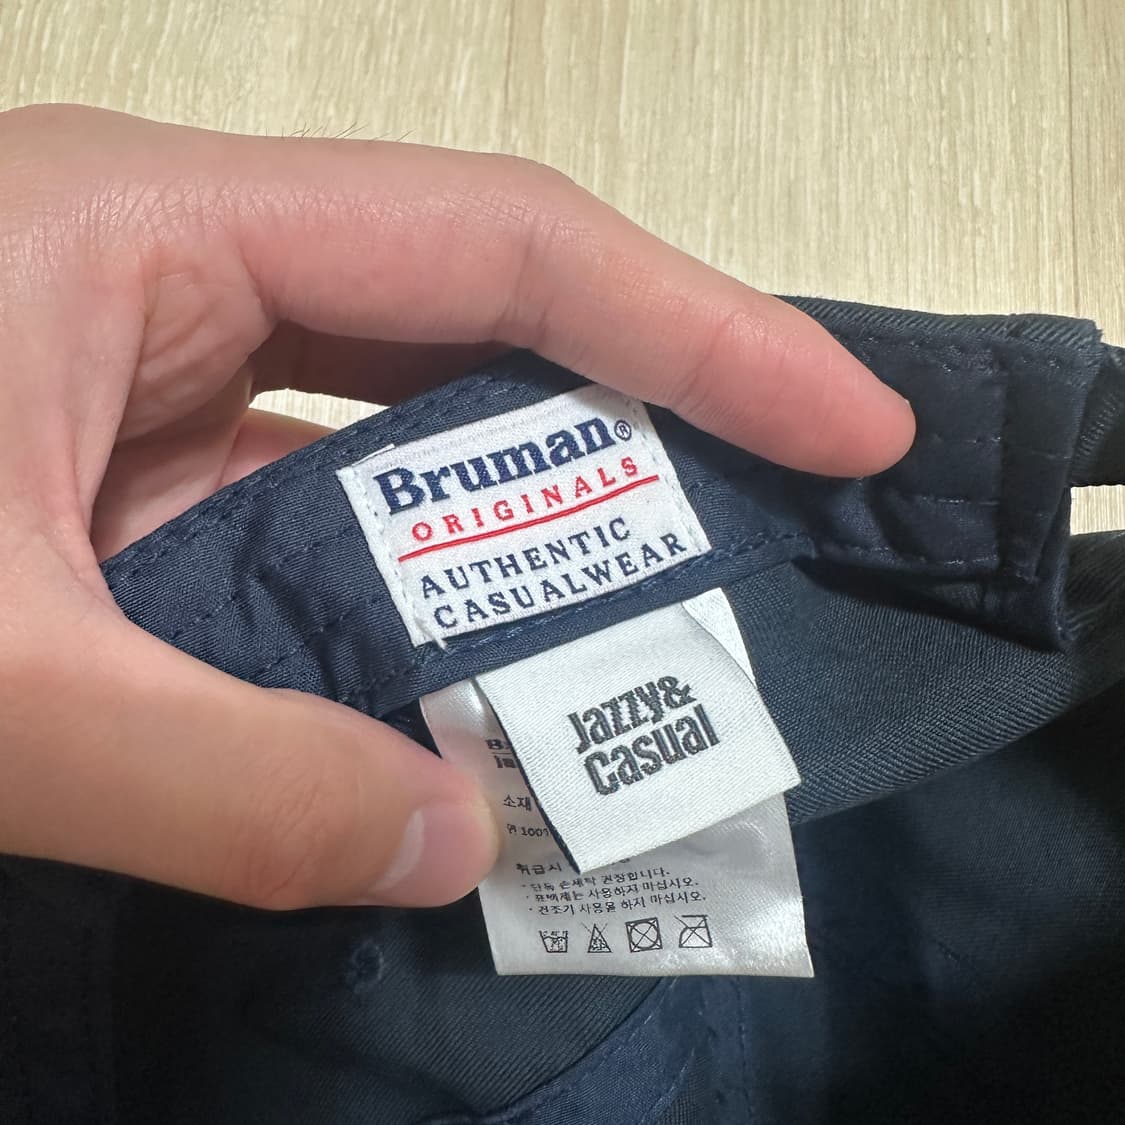 Bruman®
ORIGINALS
AUTHENTIC
CASUALWEAR
Jazzy&
Casual
소재
면 100
취급시
· 단독 손세탁 권장합니다.
· 표백제는 사용하지 마십시오.
· 건조기 사용을 하지 마십시오.